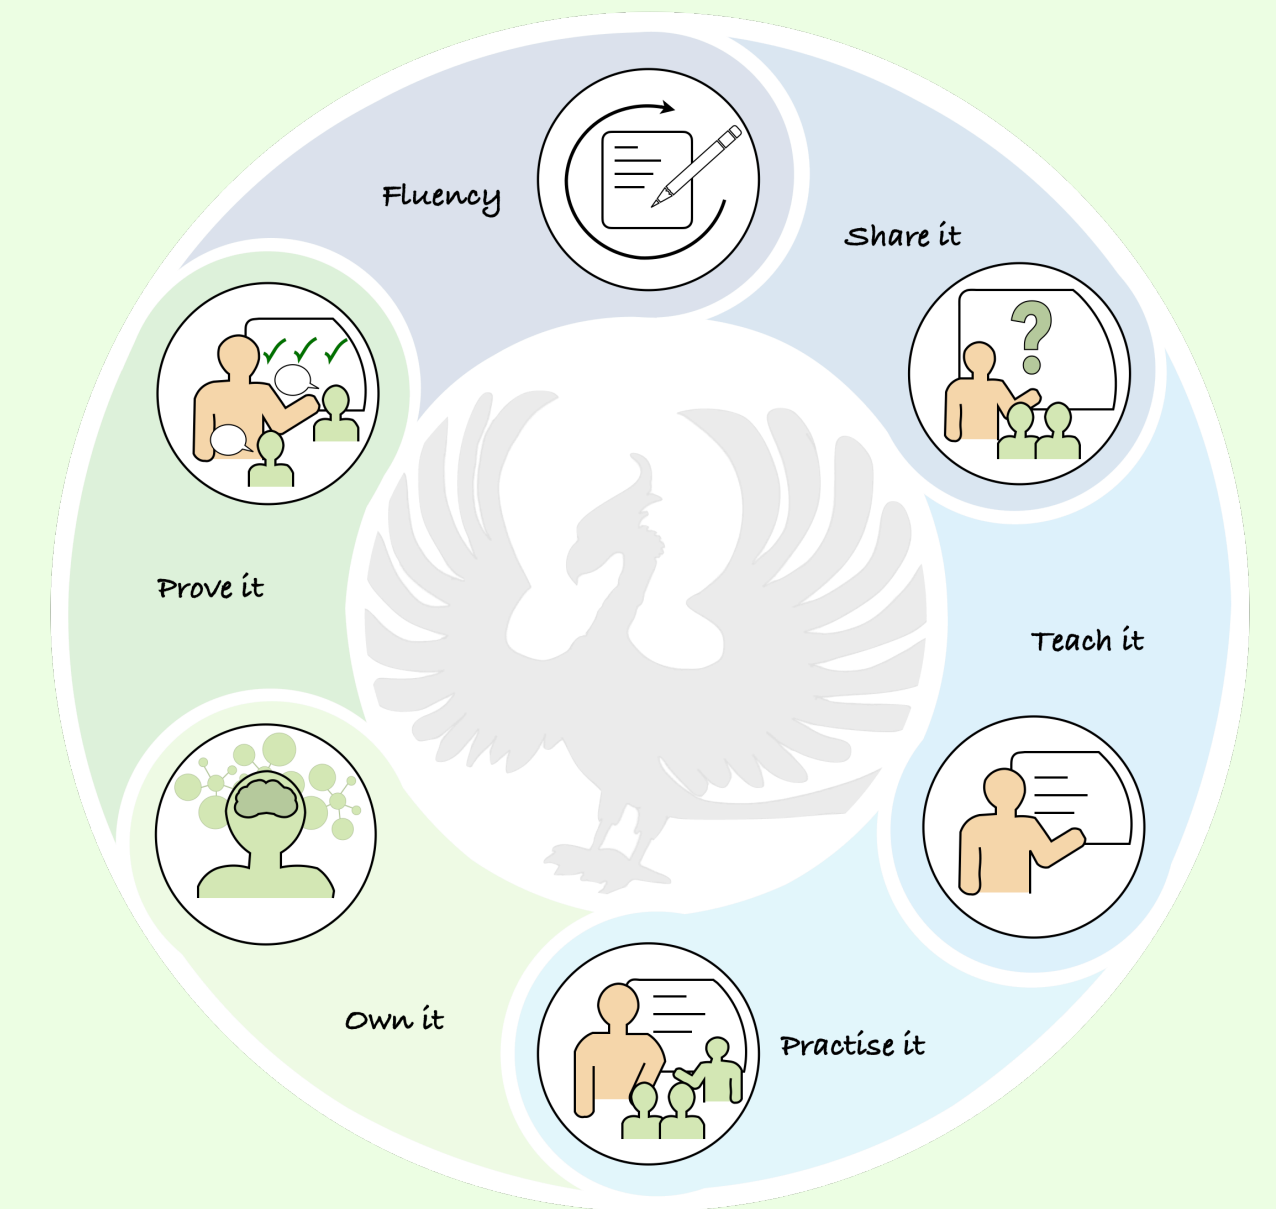 Fluency
Share it
Teach it
Practise it
Own it
Prove it
?